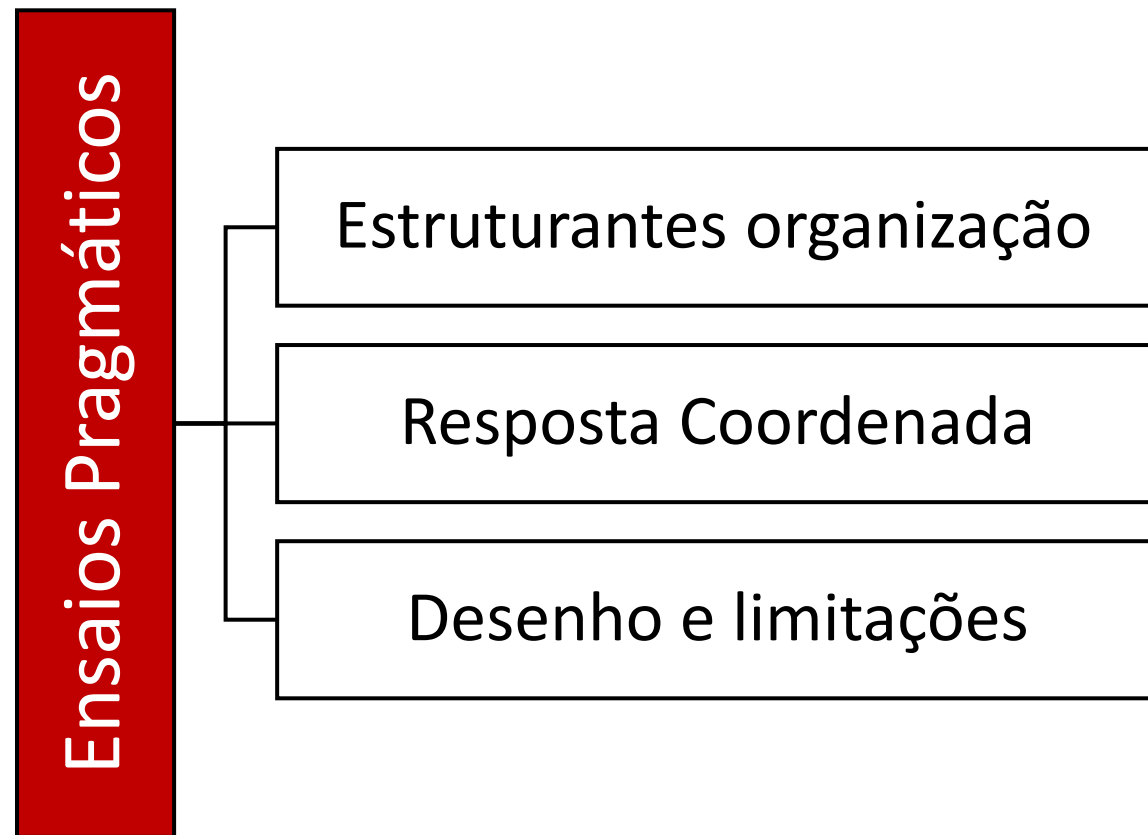 Ensaios Pragmáticos
Estruturantes organização
Resposta Coordenada
Desenho e limitações